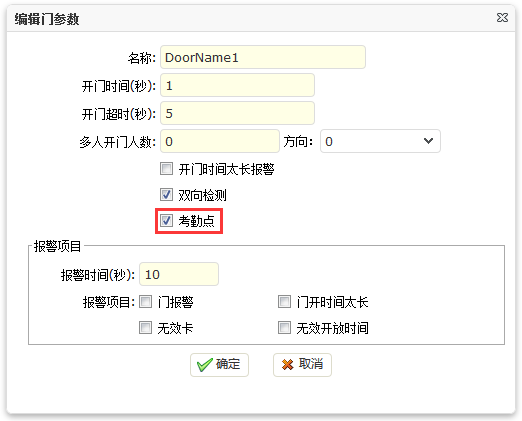 编辑门参数
名称: DoorName1
开门时间(秒): 1
开门超时(秒): 5
多人开门人数: 0 方向: 0
开门时间太长报警
双向检测
考勤点
报警项目
报警时间(秒): 10
报警项目: 门报警 门开时间太长
无效卡 无效开放时间
确定 取消